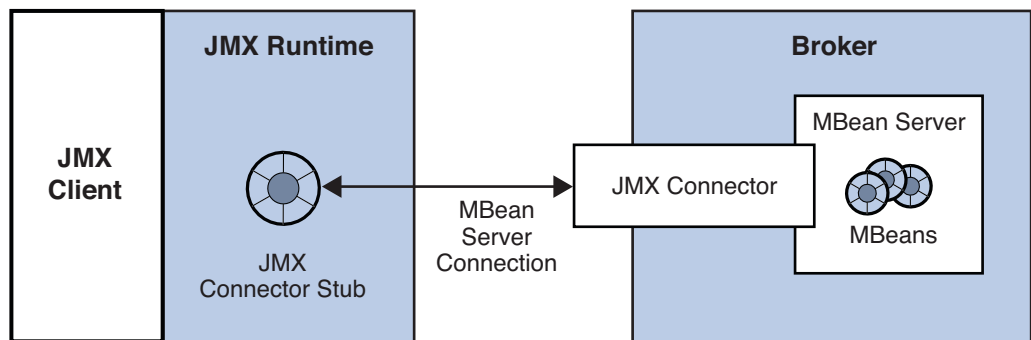 JMX
Client
JMX Runtime
JMX
Connector Stub
MBean
Server
Connection
Broker
JMX Connector
MBean Server
MBeans